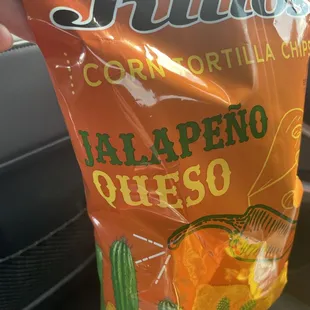 CORN TORTILLA CHIPS
JALAPEÑO
QUESO